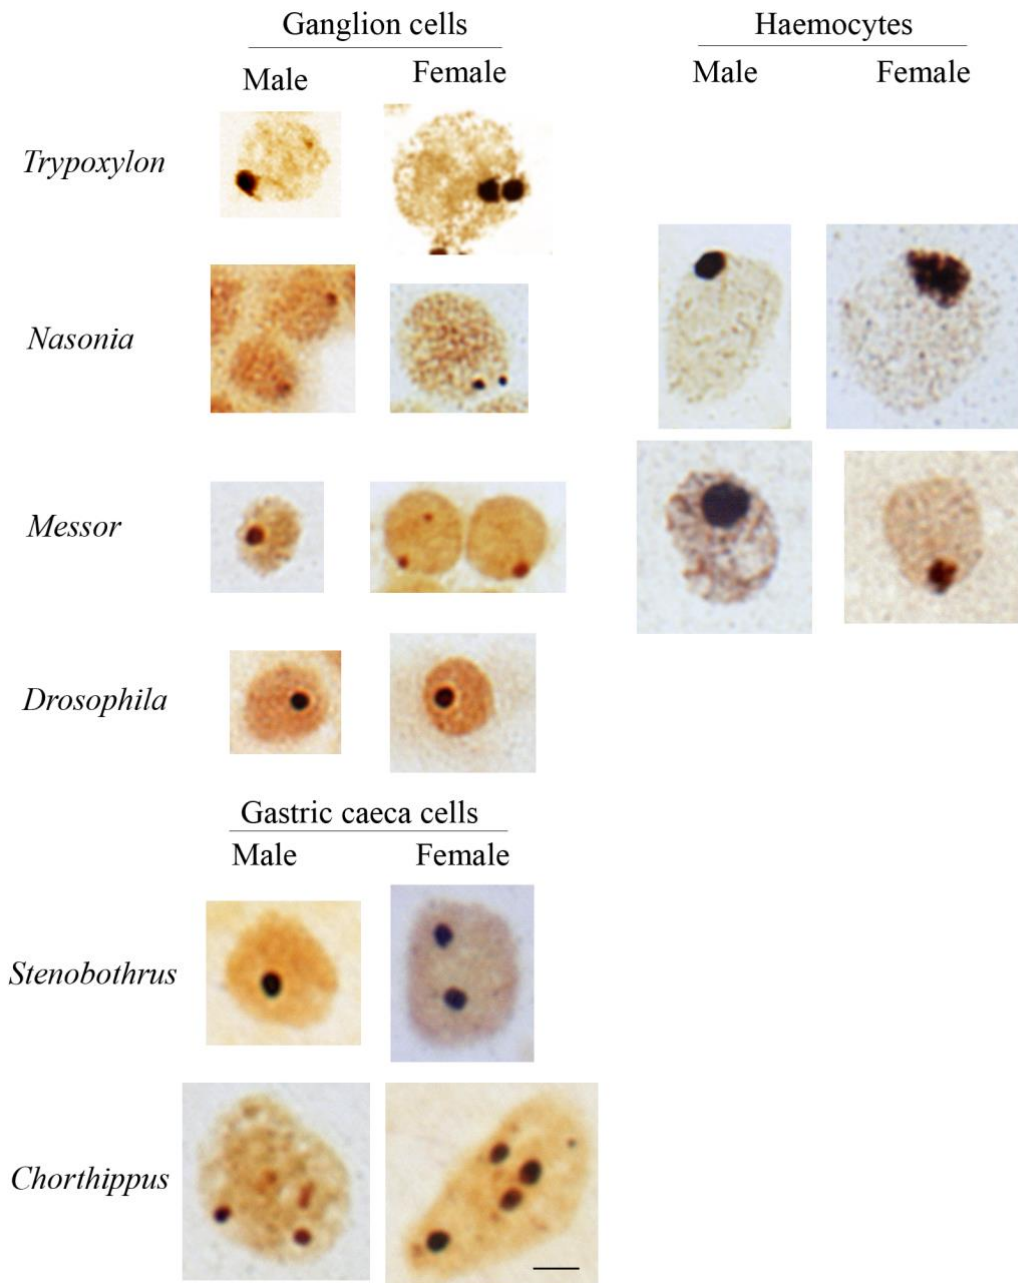 Ganglion cells
Haemocytes
Male
Female
Male
Female
Trypoxylon
Nasonia
Messor
Drosophila
Gastric caeca cells
Male
Female
Stenobothrus
Chorthippus